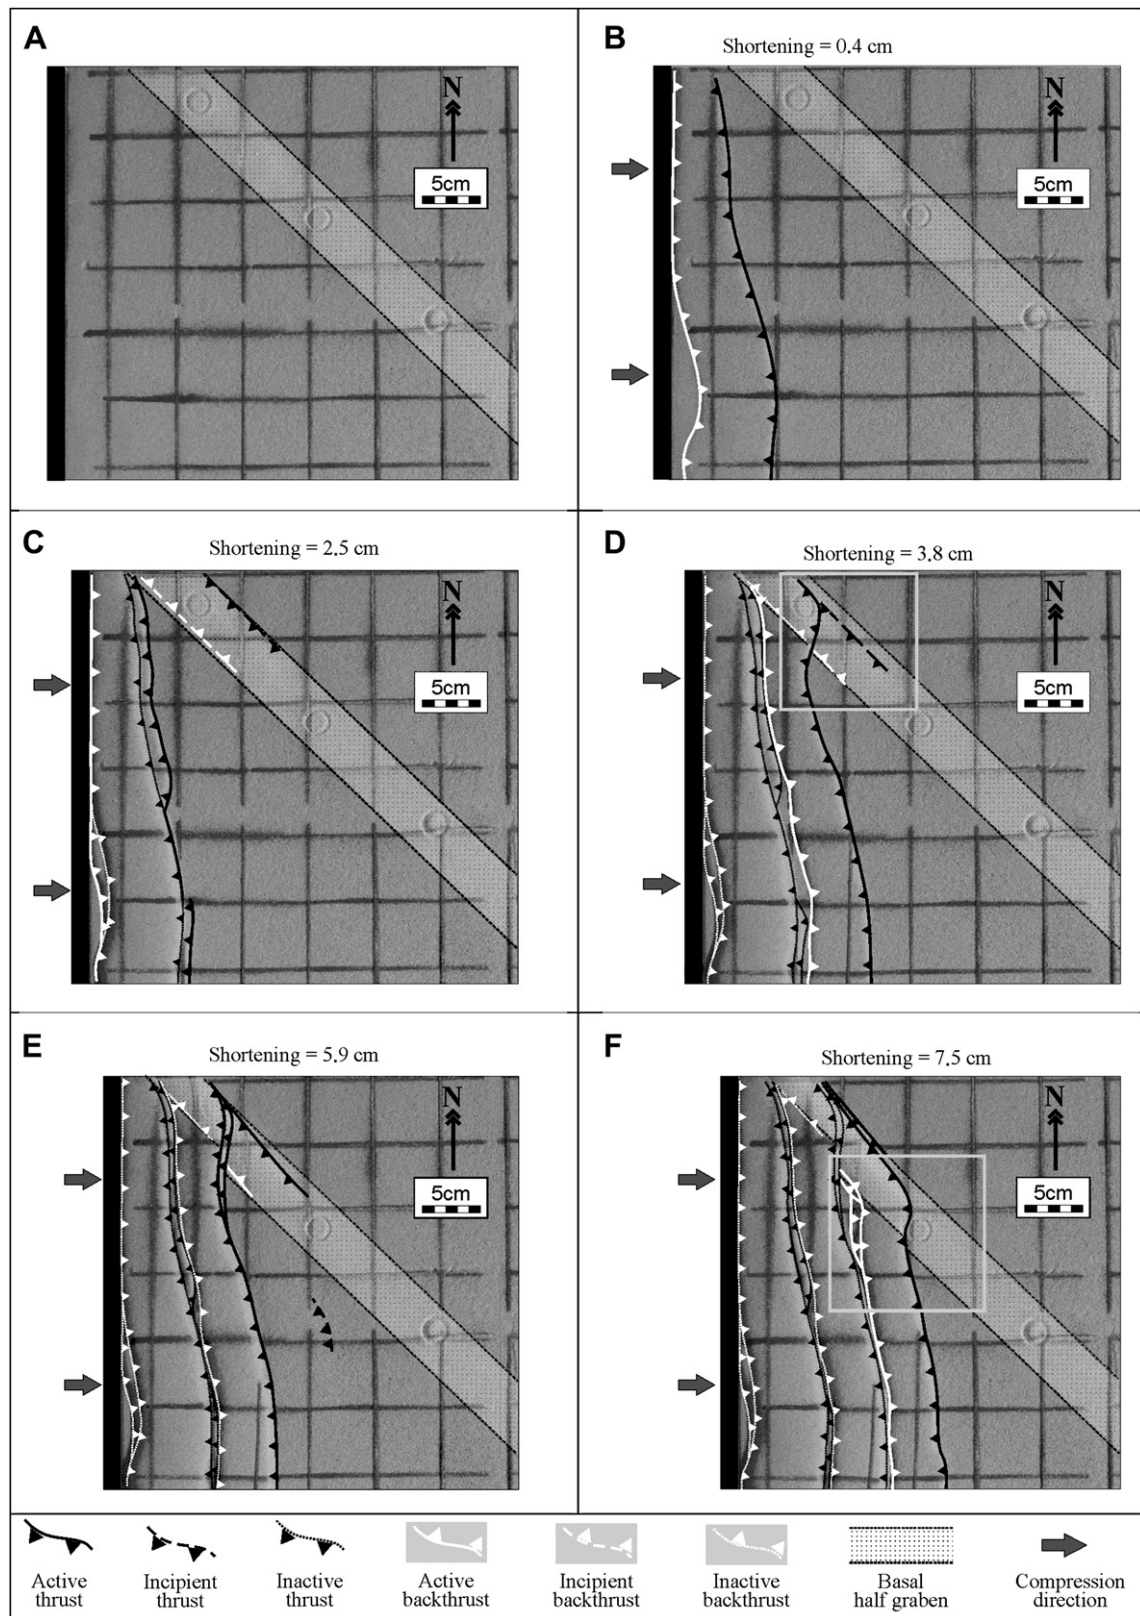 A
N
5cm
B
Shortening = 0.4 cm
N
5cm
C
Shortening = 2.5 cm
N
5cm
D
Shortening = 3.8 cm
N
5cm
E
Shortening = 5.9 cm
N
5cm
F
Shortening = 7.5 cm
N
5cm
Active
thrust
Incipient
thrust
Inactive
thrust
Active
backthrust
Incipient
backthrust
Inactive
backthrust
Basal
half graben
Compression
direction